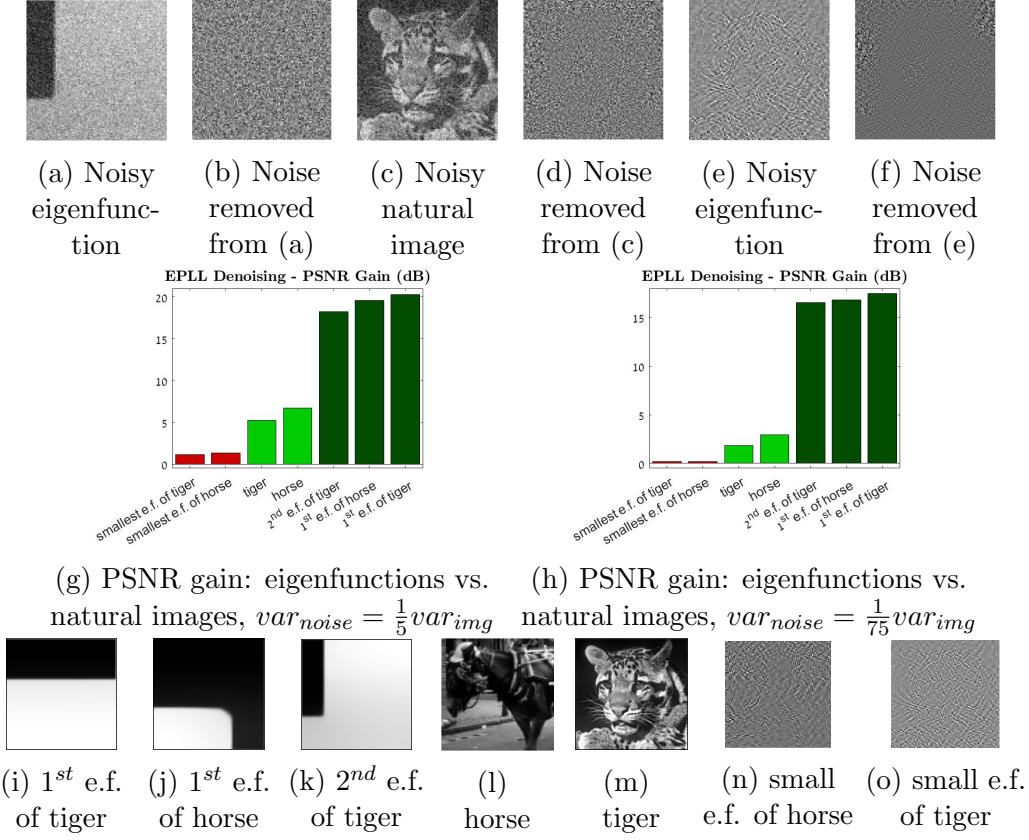 (a) Noisy eigenfunc-tion
(b) Noise removed from (a)
(c) Noisy natural image
(d) Noise removed from (c)
(e) Noisy eigenfunc-tion
(f) Noise removed from (e)
EPLL Denoising - PSNR Gain (dB)
20
15
10
5
0
smallest e.f. of tiger
smallest e.f. of horse
tiger
horse
2nd e.f. of tiger
1st e.f. of horse
1st e.f. of tiger
(g) PSNR gain: eigenfunctions vs.
natural images, var_noise = 1/5 var_img
EPLL Denoising - PSNR Gain (dB)
15
10
5
0
smallest e.f. of tiger
smallest e.f. of horse
tiger
horse
2nd e.f. of tiger
1st e.f. of horse
1st e.f. of tiger
(h) PSNR gain: eigenfunctions vs.
natural images, var_noise = 1/75 var_img
(i) 1st e.f.
of tiger
(j) 1st e.f.
of horse
(k) 2nd e.f.
of tiger
(l)
horse
(m)
tiger
(n) small
e.f. of horse
(o) small e.f.
of tiger